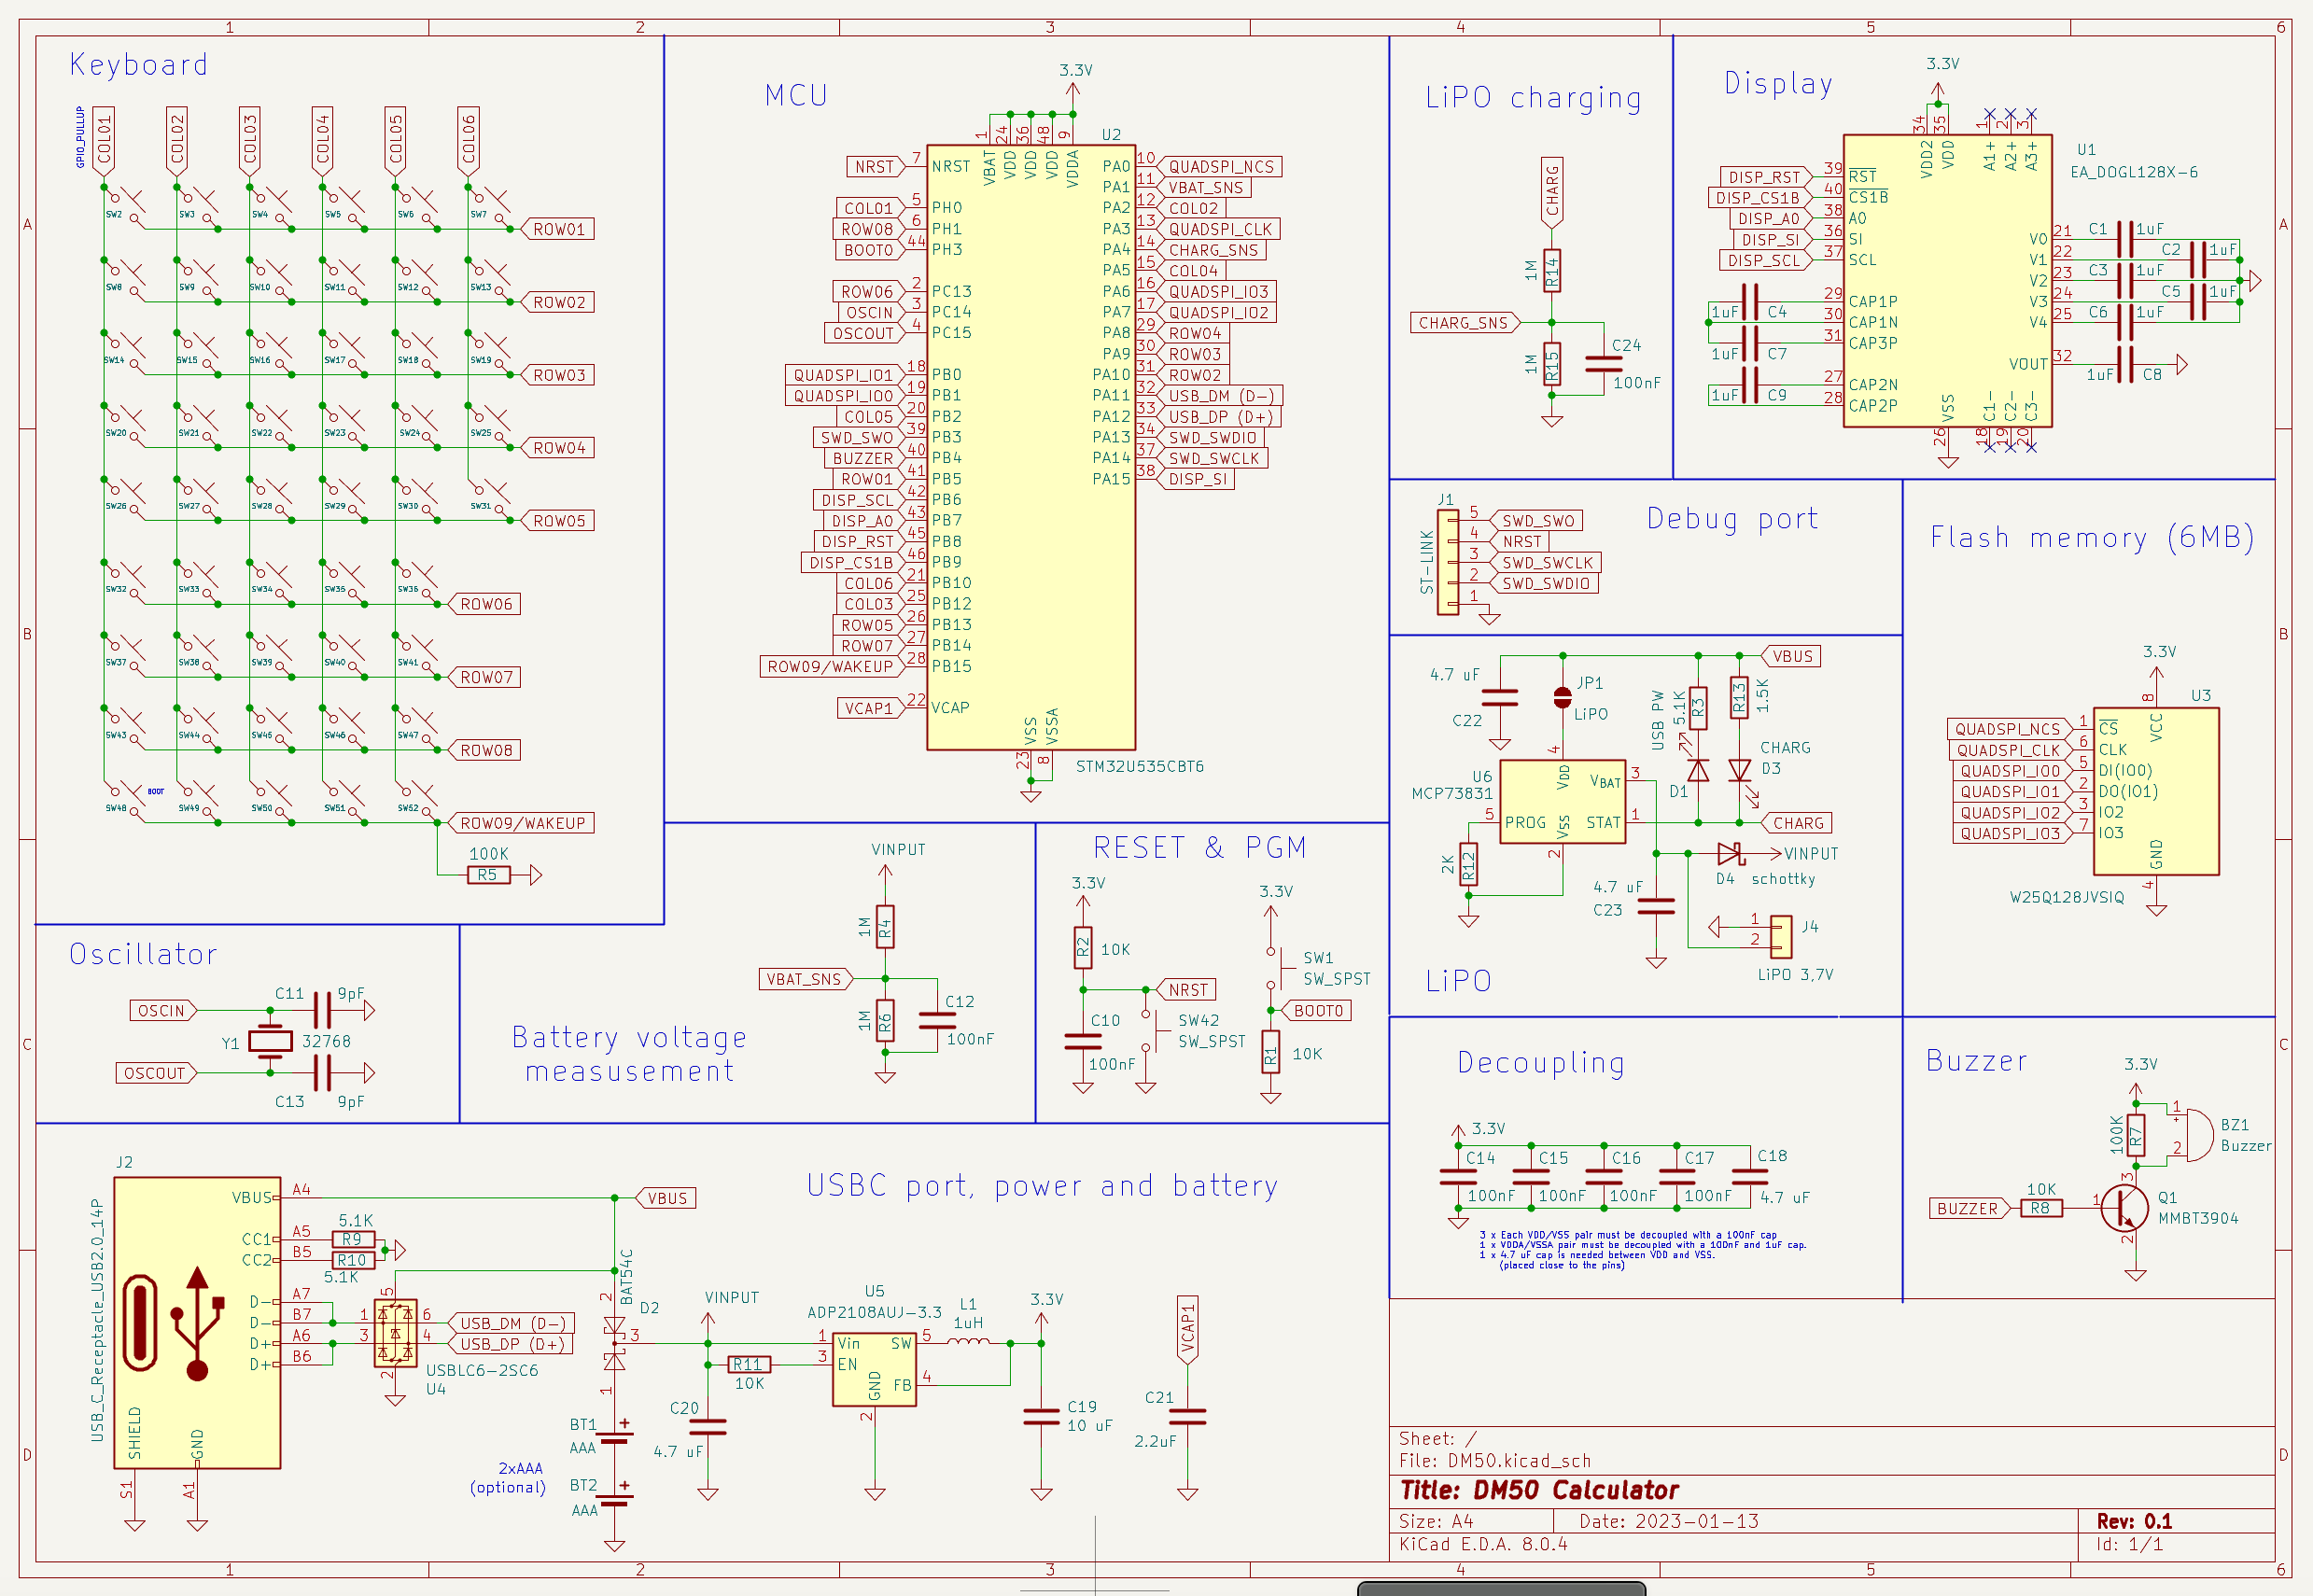 1 2 3 4 5 6
Keyboard
GPIO_PULLUP
COL01 COL02 COL03 COL04 COL05 COL06
SW2 SW3 SW4 SW5 SW6 SW7 ROW01
SW8 SW9 SW10 SW11 SW12 SW13 ROW02
SW14 SW15 SW16 SW17 SW18 SW19 ROW03
SW20 SW21 SW22 SW23 SW24 SW25 ROW04
SW26 SW27 SW28 SW29 SW30 SW31 ROW05
SW32 SW33 SW34 SW35 SW36 ROW06
SW37 SW38 SW39 SW40 SW41 ROW07
SW43 SW44 SW45 SW46 SW47 ROW08
SW48 BOOT SW49 SW50 SW51 SW52 ROW09/WAKEUP
100K
R5
MCU
3.3V
U2
1 24 36 48 9
VBAT VDD VDD VDD VDDA
NRST 7 NRST
COL01 5 PH0
ROW08 6 PH1
BOOT0 44 PH3
ROW06 2 PC13
OSCIN 3 PC14
OSCOUT 4 PC15
QUADSPI_IO1 18 PB0
QUADSPI_IO0 19 PB1
COL05 20 PB2
SWD_SWO 39 PB3
BUZZER 40 PB4
ROW01 41 PB5
DISP_SCL 42 PB6
DISP_A0 43 PB7
DISP_RST 45 PB8
DISP_CS1B 46 PB9
COL06 21 PB10
COL03 25 PB12
ROW05 26 PB13
ROW07 27 PB14
ROW09/WAKEUP 28 PB15
VCAP1 22 VCAP
PA0 10 QUADSPI_NCS
PA1 11 VBAT_SNS
PA2 12 COL02
PA3 13 QUADSPI_CLK
PA4 14 CHARG_SNS
PA5 15 COL04
PA6 16 QUADSPI_IO3
PA7 17 QUADSPI_IO2
PA8 29 ROW04
PA9 30 ROW03
PA10 31 ROW02
PA11 32 USB_DM (D-)
PA12 33 USB_DP (D+)
PA13 34 SWD_SWDIO
PA14 37 SWD_SWCLK
PA15 38 DISP_SI
VSS VSSA
23 8
STM32U535CBT6
LiPO charging
CHARG
1M R14
CHARG_SNS
1M R15
C24
100nF
Display
3.3V
34 35 1 2 3
VDD2 VDD A1+ A2+ A3+
U1
EA_DOGL128X-6
DISP_RST 39 RST
DISP_CS1B 40 CS1B
DISP_A0 38 A0
DISP_SI 36 SI
DISP_SCL 37 SCL
29 CAP1P
1uF C4
30 CAP1N
31 CAP3P
1uF C7
27 CAP2N
1uF C9
28 CAP2P
V0 21 C1 1uF
V1 22 C2 1uF
V2 23 C3 1uF
V3 24 C5 1uF
V4 25 C6 1uF
VOUT 32 1uF C8
VSS C1- C2- C3-
26 18 19 20
Debug port
J1
ST-LINK
5 SWD_SWO
4 NRST
3 SWD_SWCLK
2 SWD_SWDIO
1
Flash memory (6MB)
3.3V
8
U3
VCC
QUADSPI_NCS 1 CS
QUADSPI_CLK 6 CLK
QUADSPI_IO0 5 DI(IO0)
QUADSPI_IO1 2 DO(IO1)
QUADSPI_IO2 3 IO2
QUADSPI_IO3 7 IO3
GND
4
W25Q128JVSIQ
VBUS
4.7 uF
C22
JP1
LiPO
USB PW
5.1K R3
R13 1.5K
D1
CHARG
D3
U6
MCP73831
4 VDD
VBAT 3
5 PROG
STAT 1
CHARG
VSS
2
2K R12
4.7 uF
C23
VINPUT
D4 schottky
1
2
J4
LiPO 3,7V
LiPO
Oscillator
OSCIN
C11 9pF
Y1 32768
OSCOUT
C13 9pF
Battery voltage
measusement
VINPUT
1M R4
VBAT_SNS
1M R6
C12
100nF
RESET & PGM
3.3V
R2 10K
NRST
C10
100nF
SW42
SW_SPST
3.3V
SW1
SW_SPST
BOOT0
R1 10K
Decoupling
3.3V
C14 C15 C16 C17 C18
100nF 100nF 100nF 100nF 4.7 uF
3 x Each VDD/VSS pair must be decoupled with a 100nF cap
1 x VDDA/VSSA pair must be decoupled with a 100nF and 1uF cap.
1 x 4.7 uF cap is needed between VDD and VSS.
(placed close to the pins)
Buzzer
3.3V
100K R7
1
+
2
BZ1
Buzzer
BUZZER
10K
R8
1
3
2
Q1
MMBT3904
USBC port, power and battery
J2
USB_C_Receptacle_USB2.0_14P
VBUS A4
VBUS
CC1 A5
5.1K
R9
CC2 B5
R10
5.1K
D- A7
D- B7
D+ A6
D+ B6
SHIELD GND
S1 A1
5
1 6
3 4
2
USB_DM (D-)
USB_DP (D+)
USBLC6-2SC6
U4
BAT54C
D2
2
3
1
BT1
AAA
+
BT2
AAA
+
2xAAA
(optional)
VINPUT
R11
10K
C20
4.7 uF
U5
ADP2108AUJ-3.3
1 Vin
3 EN
SW 5
FB 4
GND
2
L1
1uH
3.3V
C19
10 uF
VCAP1
C21
2.2uF
Sheet: /
File: DM50.kicad_sch
Title: DM50 Calculator
Size: A4 Date: 2023-01-13 Rev: 0.1
KiCad E.D.A. 8.0.4 Id: 1/1
1 2 3 4 5 6
A B C D
A B C D